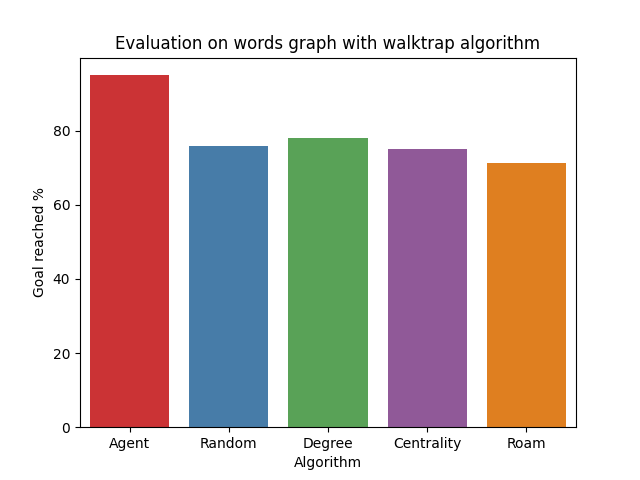 Evaluation on words graph with walktrap algorithm
Goal reached %
80
60
40
20
0
Agent Random Degree Centrality Roam
Algorithm